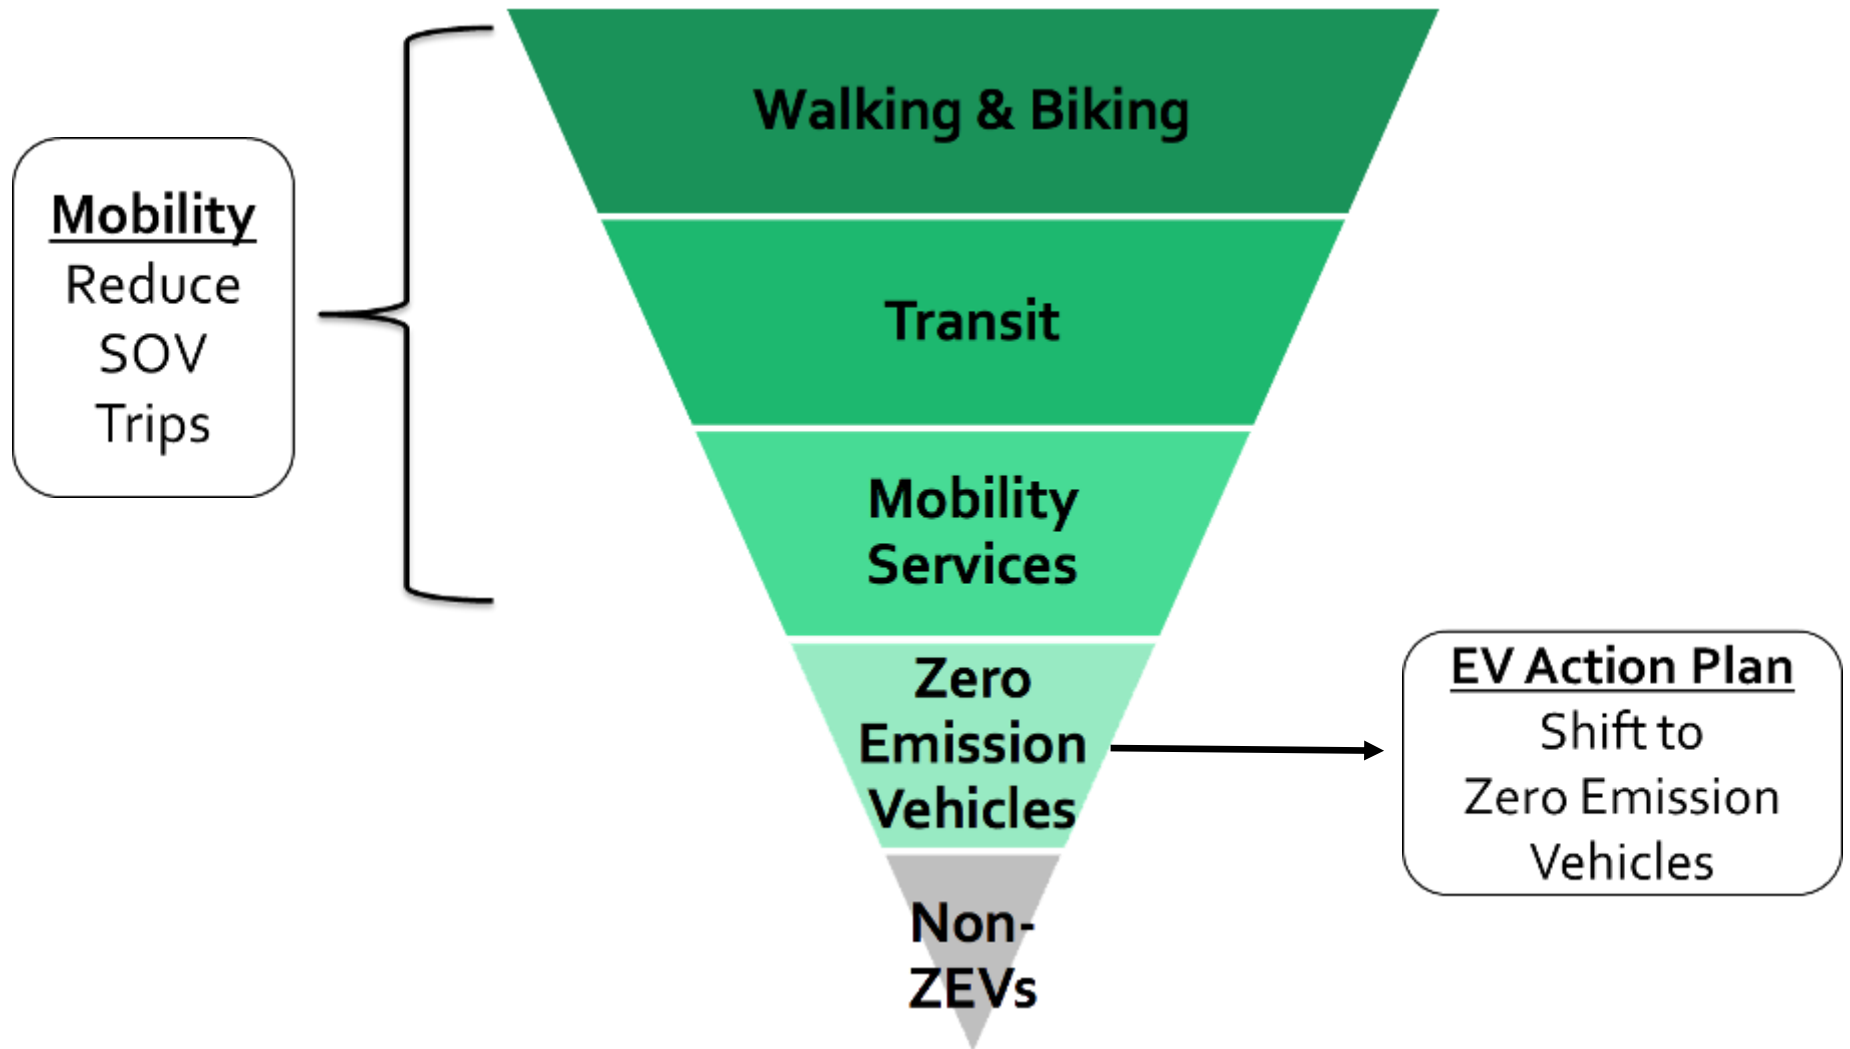 Walking & Biking
Mobility
Reduce
SOV
Trips
Transit
Mobility
Services
Zero
Emission
Vehicles
EV Action Plan
Shift to
Zero Emission
Vehicles
Non-
ZEVs